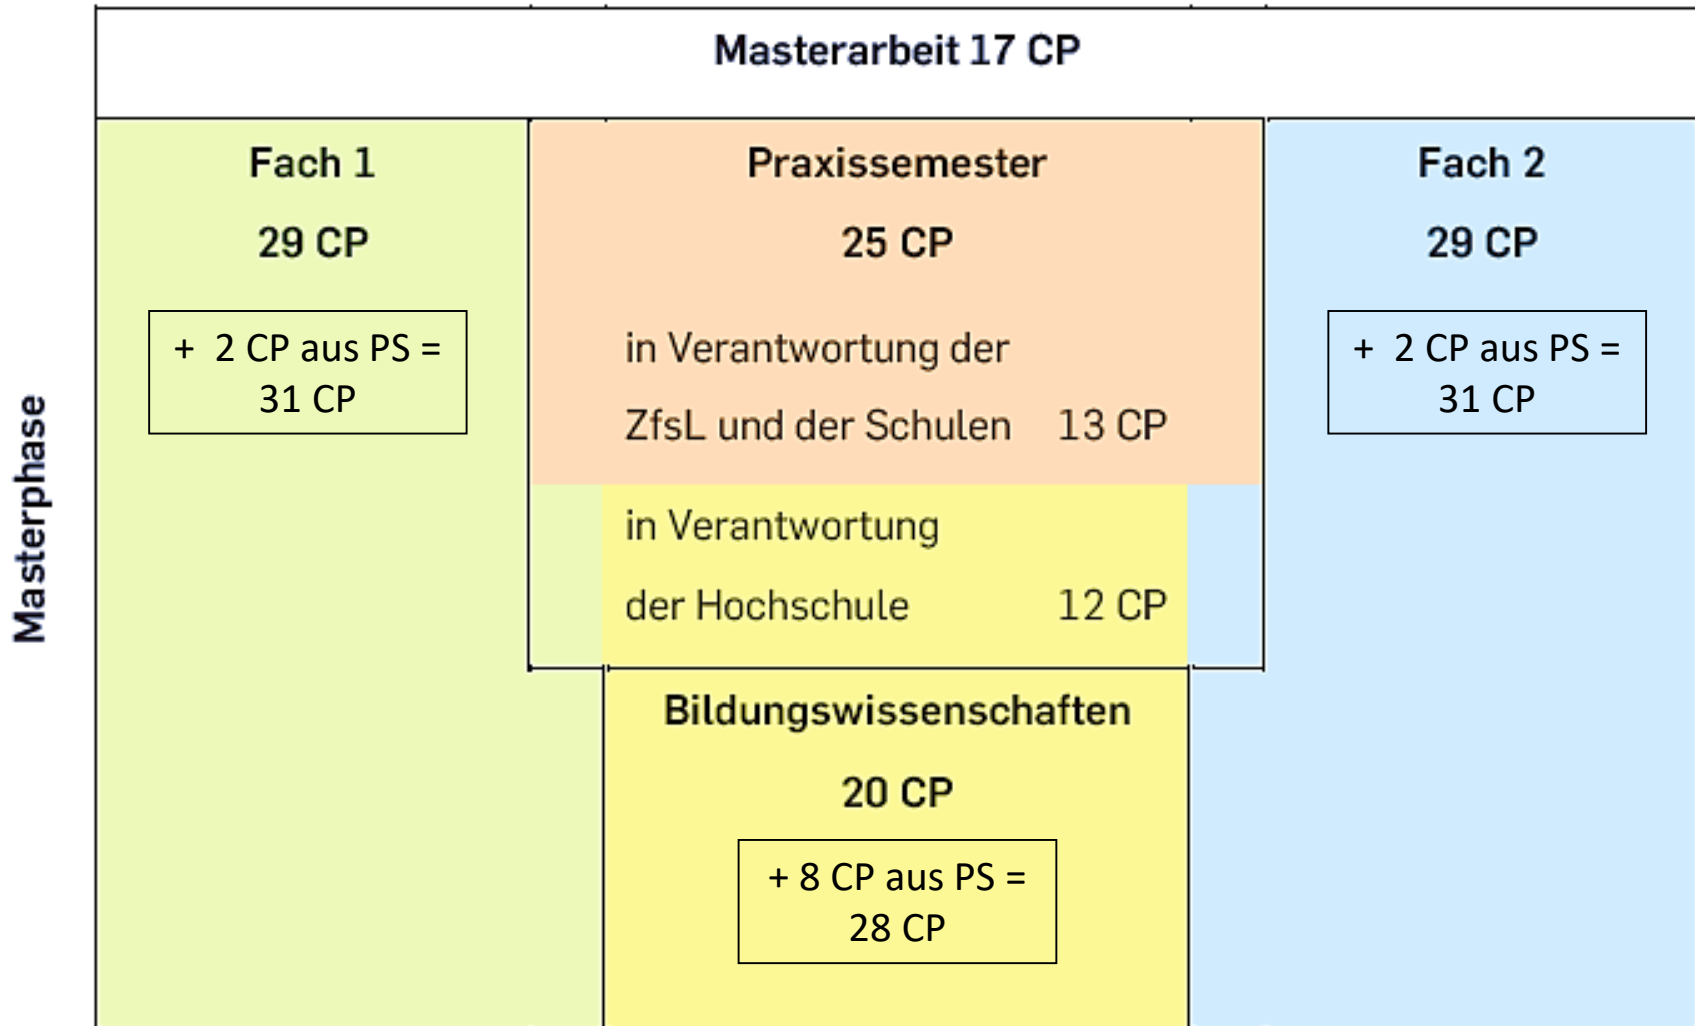 Masterarbeit 17 CP
Masterphase
Fach 1
29 CP
+ 2 CP aus PS =
31 CP
Praxissemester
25 CP
in Verantwortung der
ZfsL und der Schulen 13 CP
in Verantwortung
der Hochschule 12 CP
Bildungswissenschaften
20 CP
+ 8 CP aus PS =
28 CP
Fach 2
29 CP
+ 2 CP aus PS =
31 CP